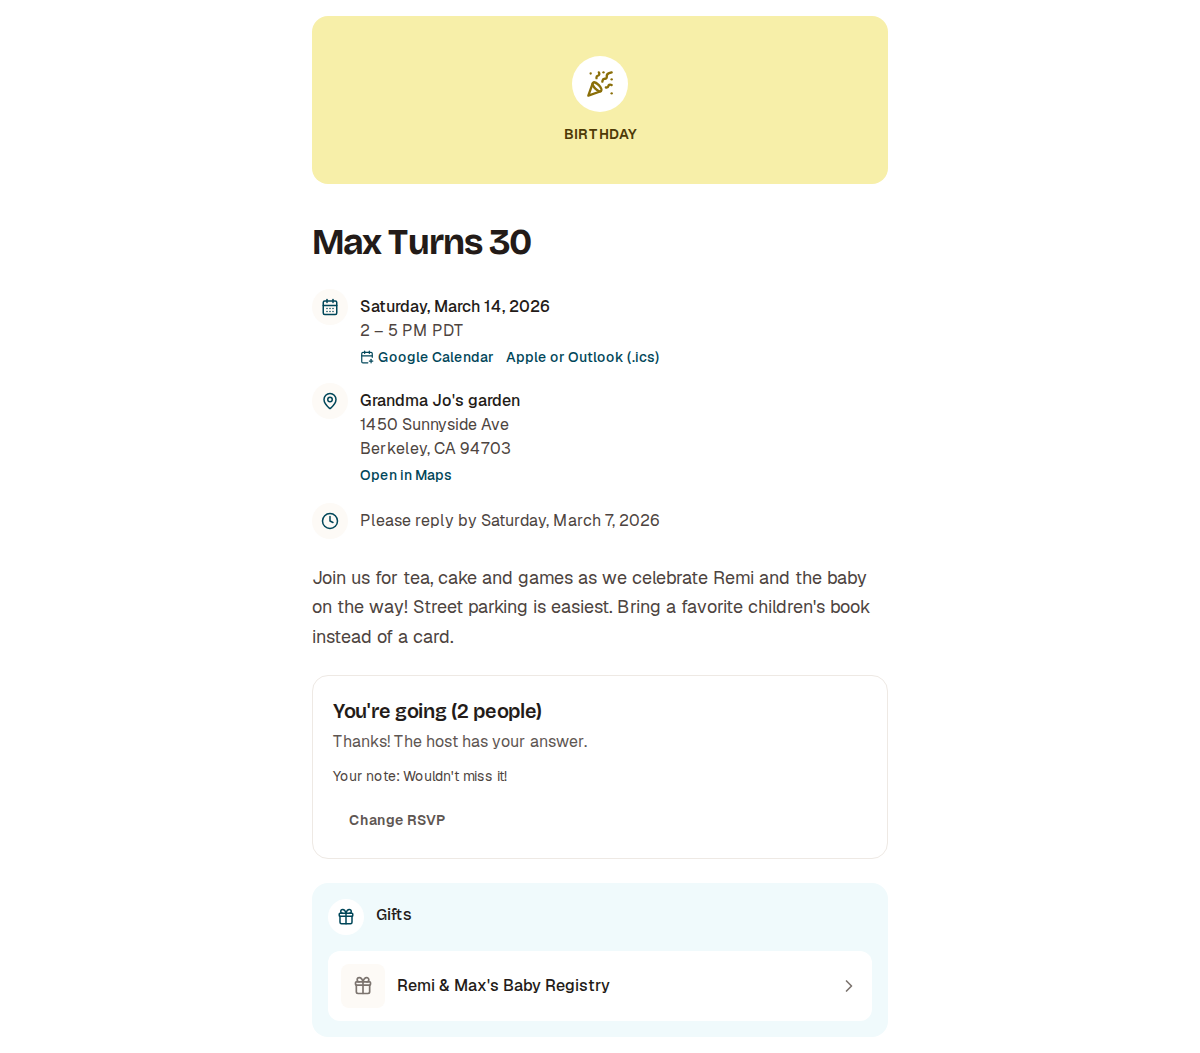 BIRTHDAY
Max Turns 30
Saturday, March 14, 2026
2 – 5 PM PDT
Google Calendar Apple or Outlook (.ics)
Grandma Jo's garden
1450 Sunnyside Ave
Berkeley, CA 94703
Open in Maps
Please reply by Saturday, March 7, 2026
Join us for tea, cake and games as we celebrate Remi and the baby
on the way! Street parking is easiest. Bring a favorite children's book
instead of a card.
You're going (2 people)
Thanks! The host has your answer.
Your note: Wouldn't miss it!
Change RSVP
Gifts
Remi & Max's Baby Registry